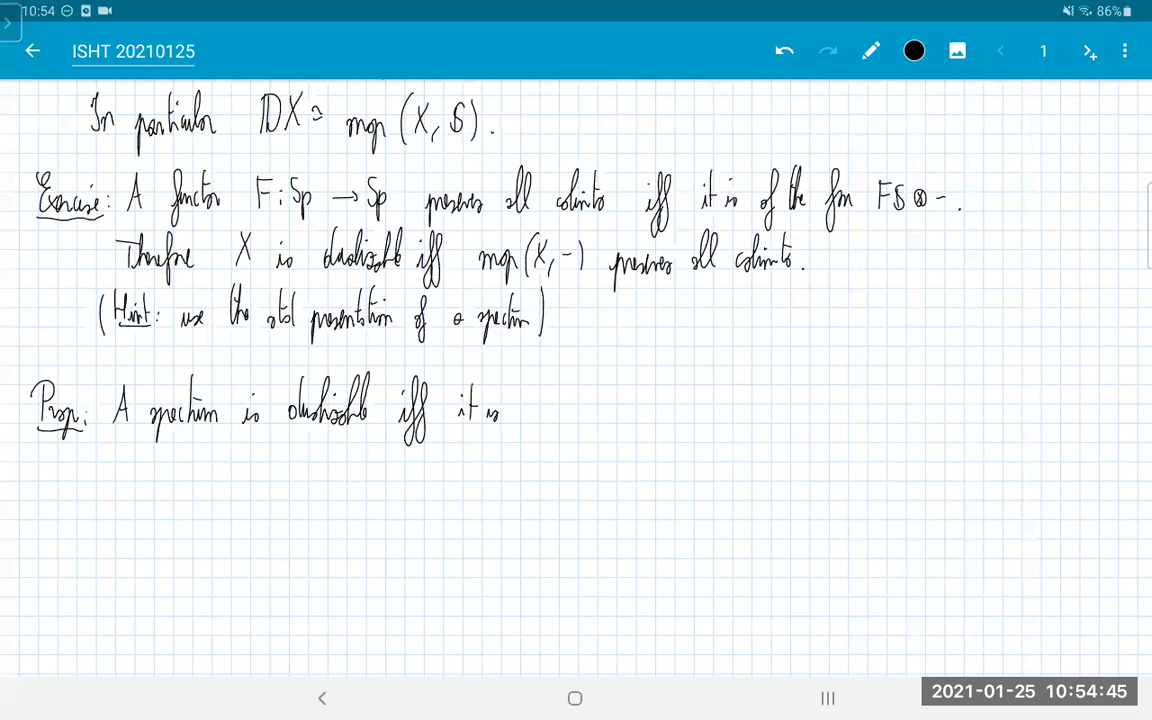 10:54
86%
ISHT 20210125
1
In particular 𝔻X ≃ map (X, 𝕊).
Exercise: A functor F: Sp → Sp preserves all colimits iff it is of the form F𝕊 ⊗ −.
Therefore X is dualizable iff map (X, −) preserves all colimits.
(Hint: use the std presentation of a spectrum)
Prop: A spectrum is dualizable iff it is
2021-01-25 10:54:45